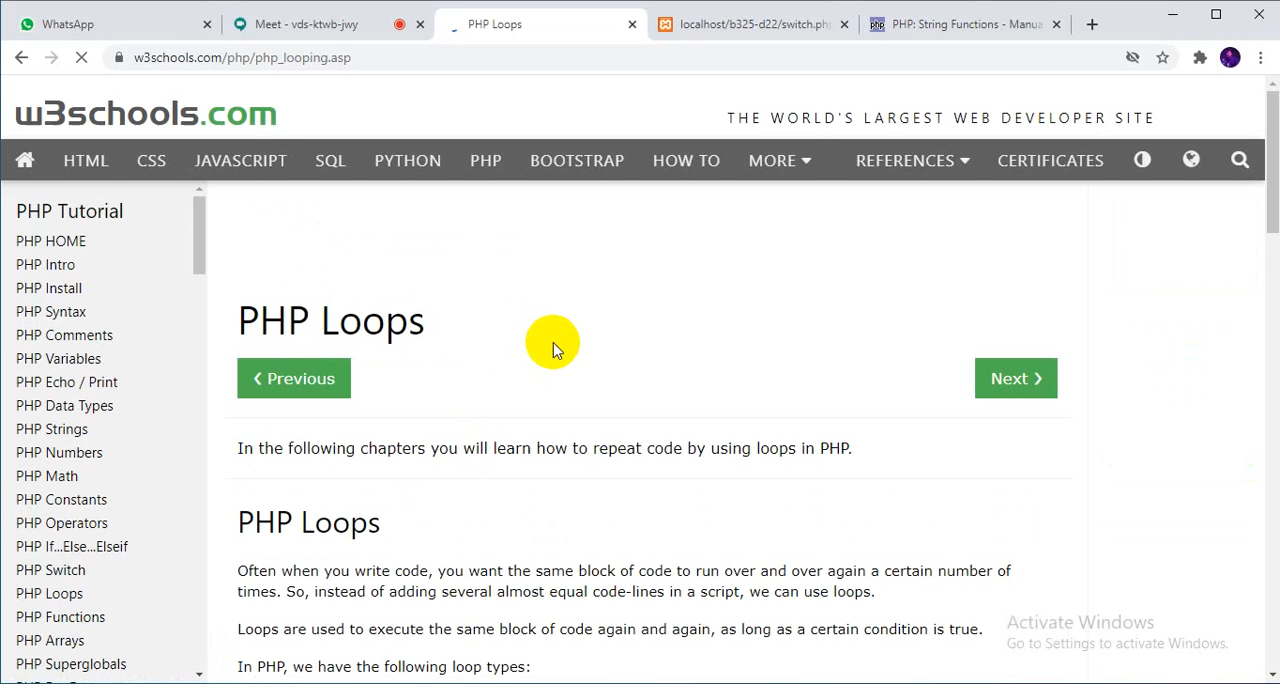 WhatsApp
Meet - vds-ktwb-jwy
PHP Loops
localhost/b325-d22/switch.php
PHP: String Functions - Manua
w3schools.com/php/php_looping.asp
w3schools.com
THE WORLD'S LARGEST WEB DEVELOPER SITE
HTML CSS JAVASCRIPT SQL PYTHON PHP BOOTSTRAP HOW TO MORE REFERENCES CERTIFICATES
PHP Tutorial
PHP HOME
PHP Intro
PHP Install
PHP Syntax
PHP Comments
PHP Variables
PHP Echo / Print
PHP Data Types
PHP Strings
PHP Numbers
PHP Math
PHP Constants
PHP Operators
PHP If...Else...Elseif
PHP Switch
PHP Loops
PHP Functions
PHP Arrays
PHP Superglobals
PHP Loops
❮ Previous
Next ❯
In the following chapters you will learn how to repeat code by using loops in PHP.
PHP Loops
Often when you write code, you want the same block of code to run over and over again a certain number of
times. So, instead of adding several almost equal code-lines in a script, we can use loops.
Loops are used to execute the same block of code again and again, as long as a certain condition is true.
In PHP, we have the following loop types:
Activate Windows
Go to Settings to activate Windows.